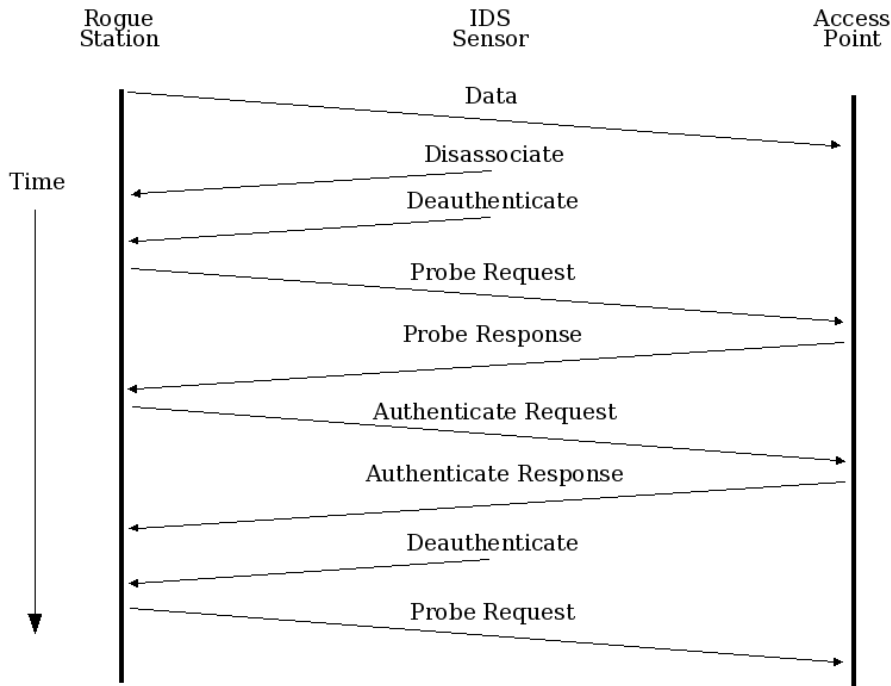 Rogue
Station
IDS
Sensor
Access
Point
Data
Disassociate
Time
Deauthenticate
Probe Request
Probe Response
Authenticate Request
Authenticate Response
Deauthenticate
Probe Request